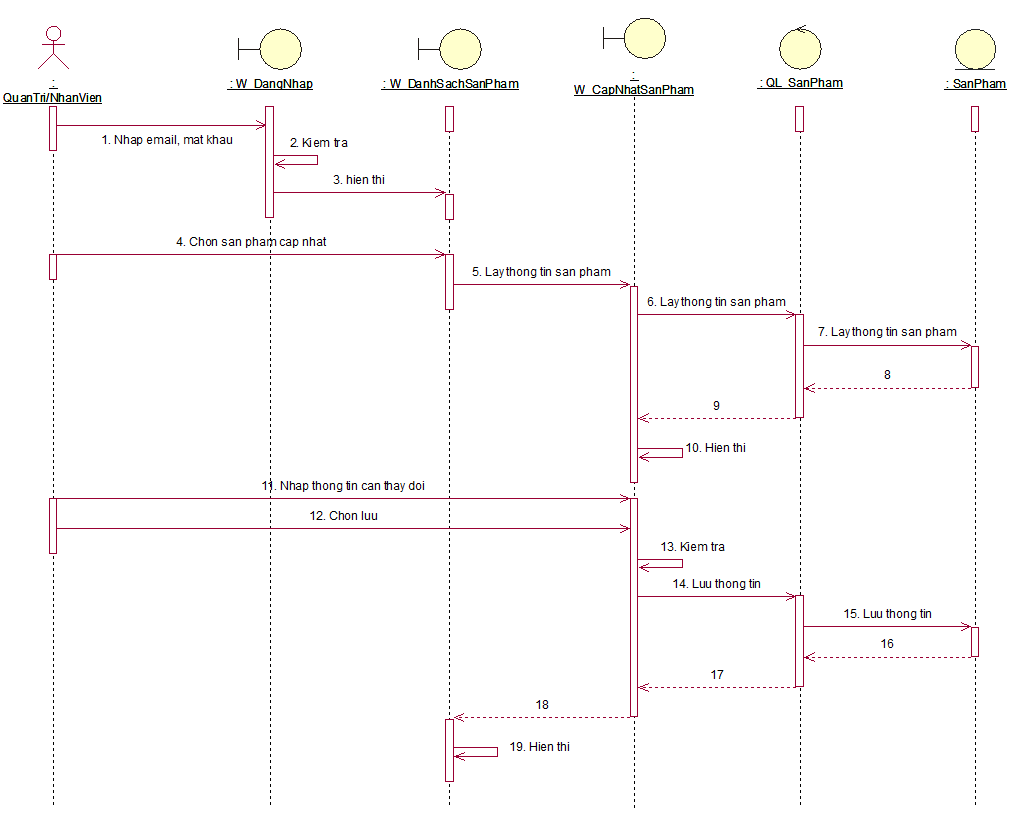 :
QuanTri/NhanVien
: W_DangNhap
: W_DanhSachSanPham
:
W_CapNhatSanPham
: QL_SanPham
: SanPham
1. Nhap email, mat khau
2. Kiem tra
3. hien thi
4. Chon san pham cap nhat
5. Lay thong tin san pham
6. Lay thong tin san pham
7. Lay thong tin san pham
8
9
10. Hien thi
11. Nhap thong tin can thay doi
12. Chon luu
13. Kiem tra
14. Luu thong tin
15. Luu thong tin
16
17
18
19. Hien thi